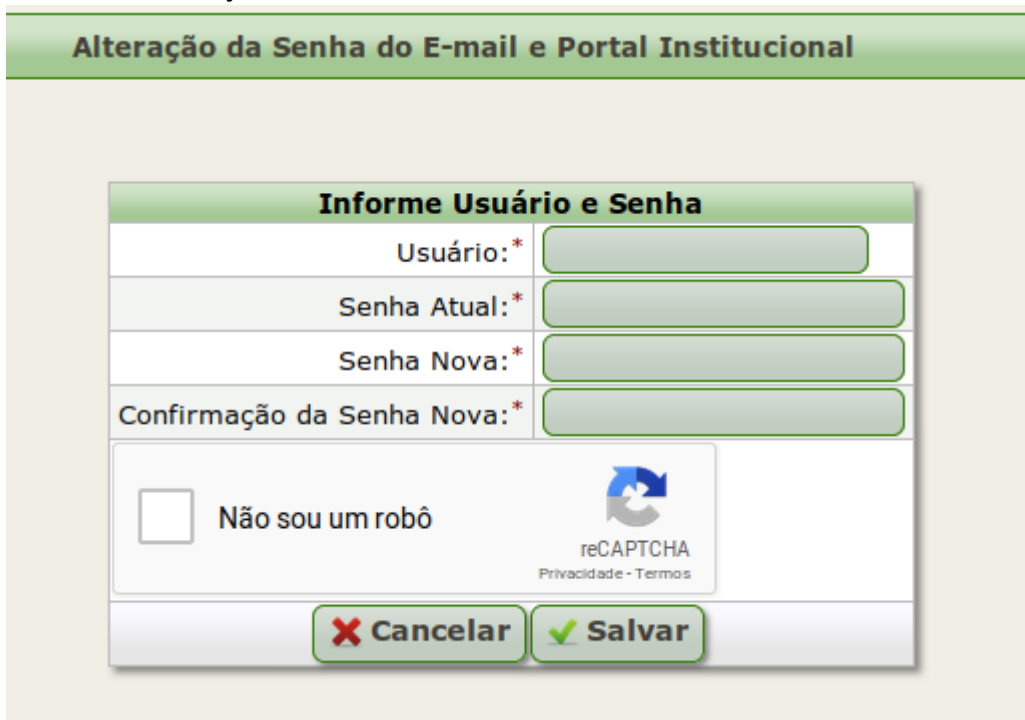 Alteração da Senha do E-mail e Portal Institucional
Informe Usuário e Senha
Usuário:*
Senha Atual:*
Senha Nova:*
Confirmação da Senha Nova:*
Não sou um robô
reCAPTCHA
Privacidade - Termos
Cancelar Salvar